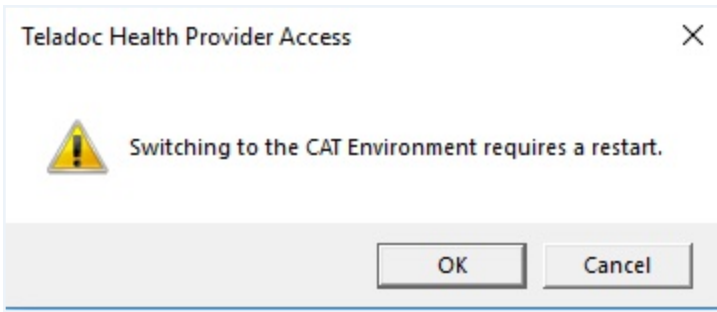 Teladoc Health Provider Access
Switching to the CAT Environment requires a restart.
OK
Cancel